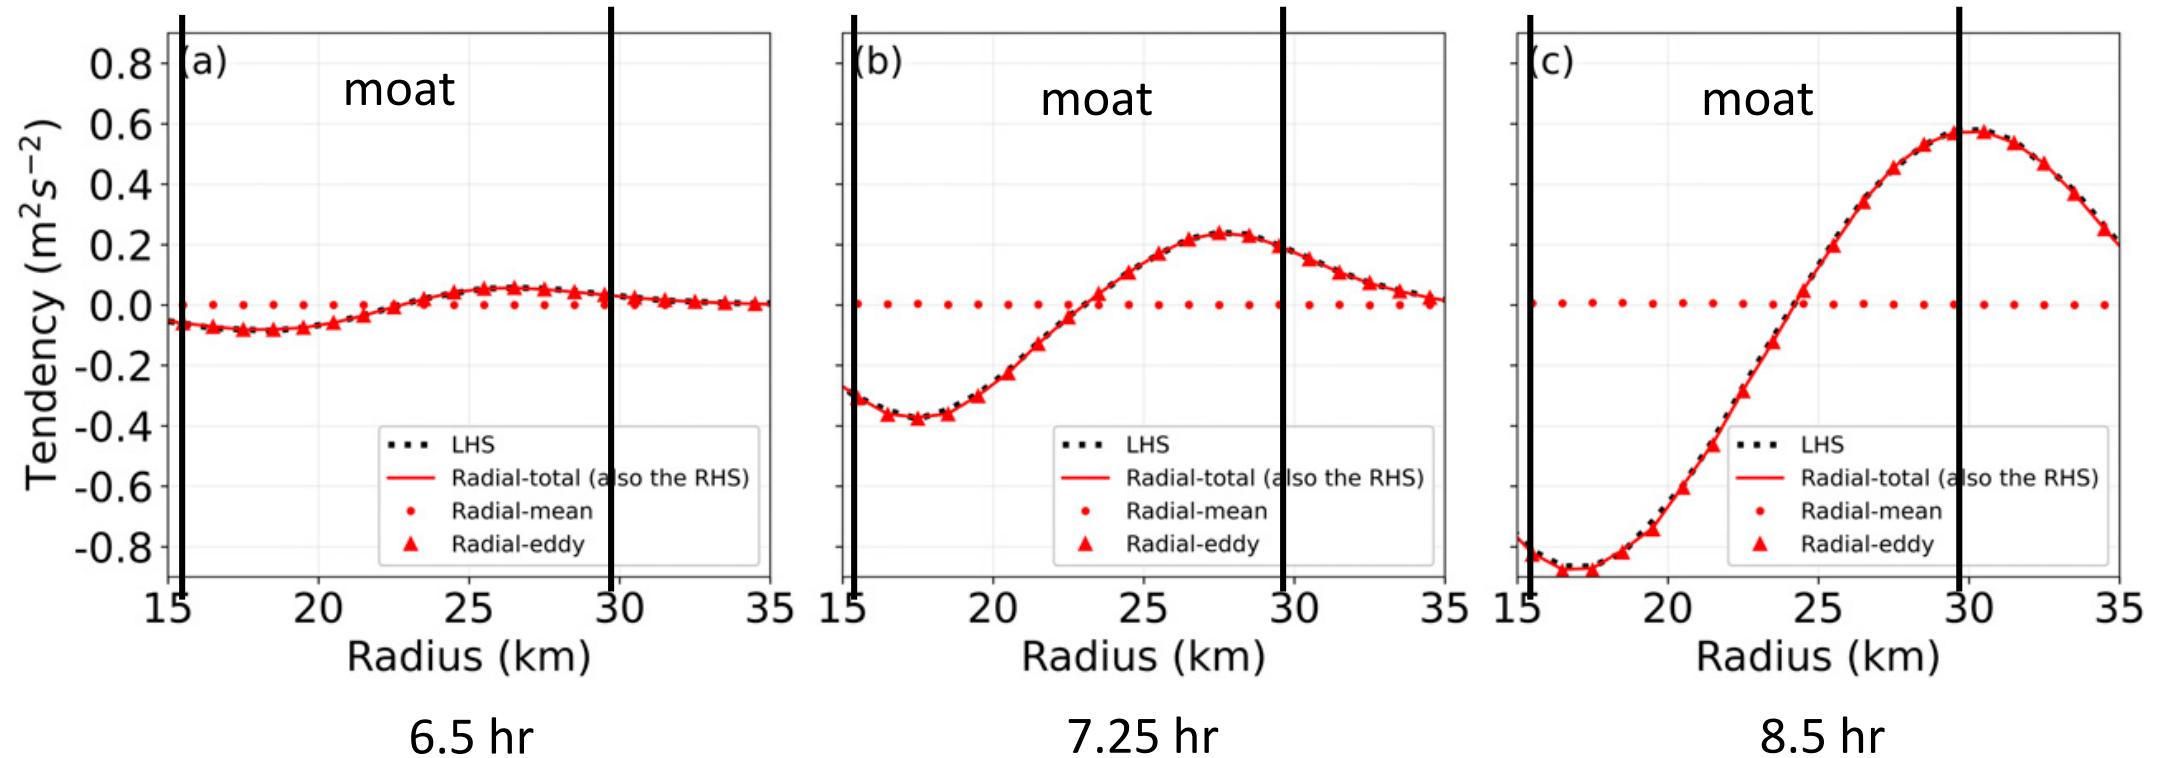 (a)
moat
0.8
0.6
0.4
0.2
0.0
-0.2
-0.4
-0.6
-0.8
Tendency (m²s⁻²)
LHS
Radial-total (also the RHS)
Radial-mean
Radial-eddy
15 20 25 30 35
Radius (km)
6.5 hr
(b)
moat
LHS
Radial-total (also the RHS)
Radial-mean
Radial-eddy
15 20 25 30 35
Radius (km)
7.25 hr
(c)
moat
LHS
Radial-total (also the RHS)
Radial-mean
Radial-eddy
15 20 25 30 35
Radius (km)
8.5 hr